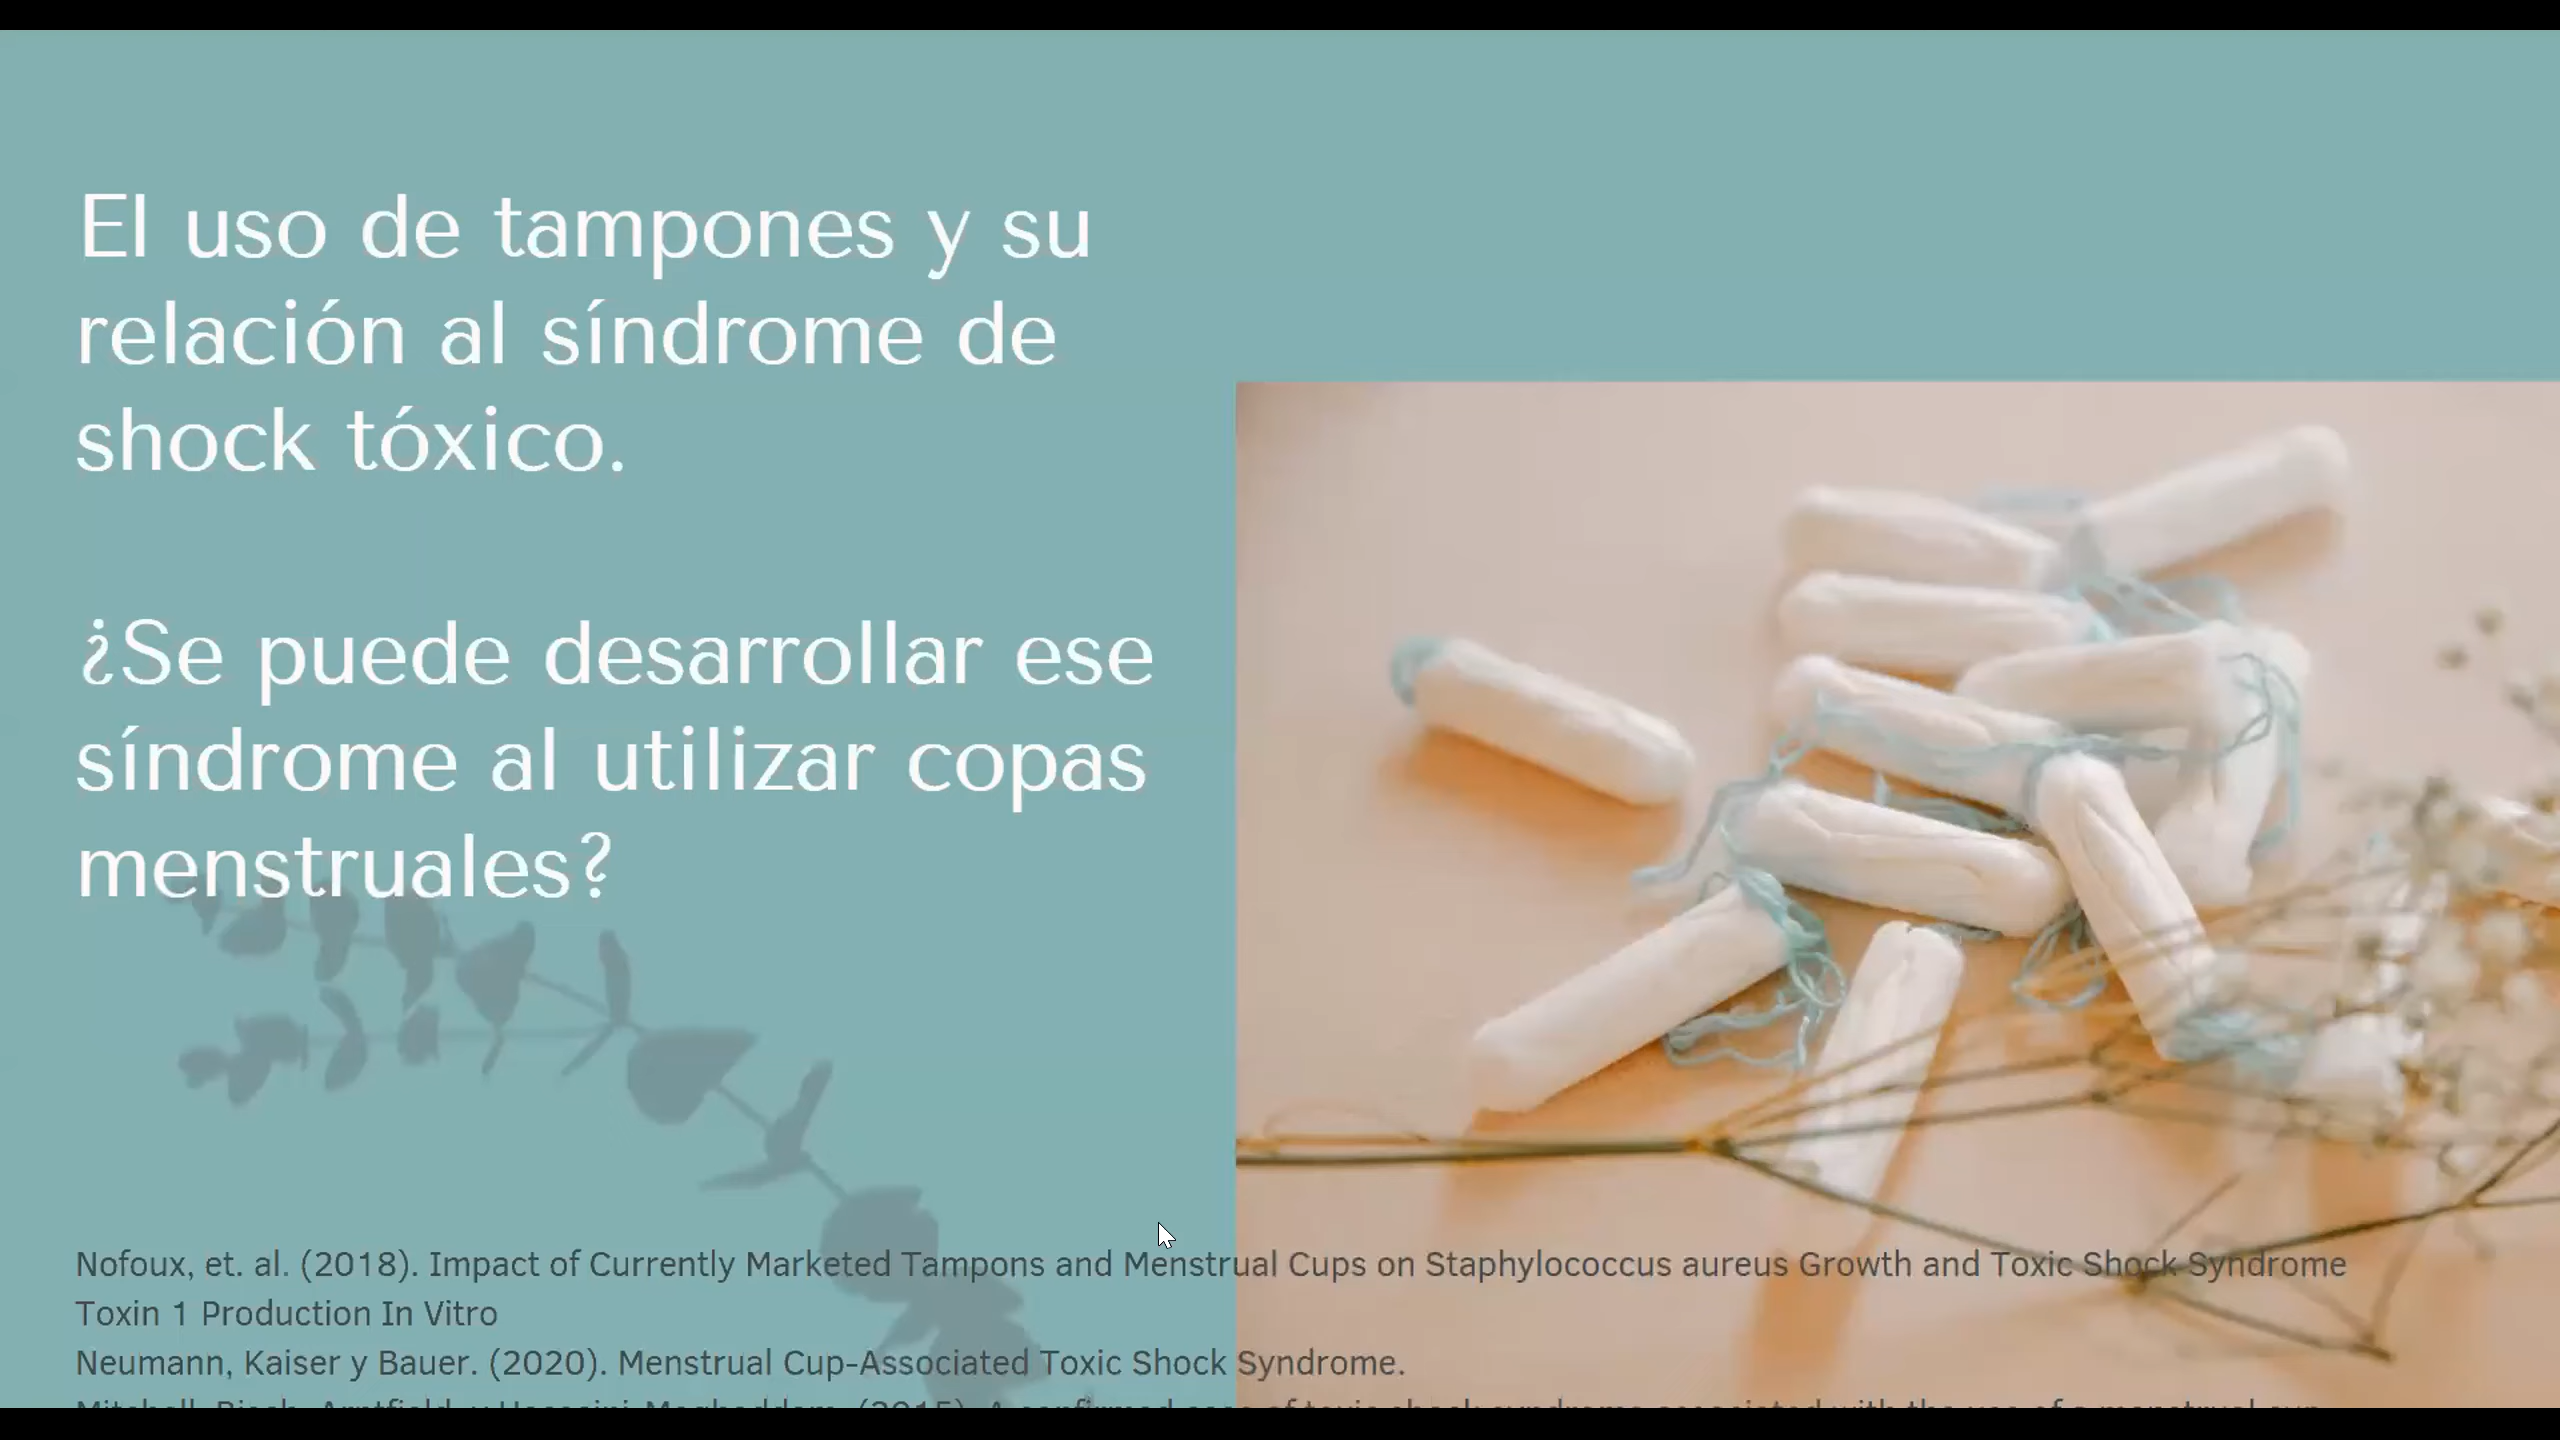 El uso de tampones y su
relación al síndrome de
shock tóxico.
¿Se puede desarrollar ese
síndrome al utilizar copas
menstruales?
Nofoux, et. al. (2018). Impact of Currently Marketed Tampons and Menstrual Cups on Staphylococcus aureus Growth and Toxic Shock Syndrome
Toxin 1 Production In Vitro
Neumann, Kaiser y Bauer. (2020). Menstrual Cup-Associated Toxic Shock Syndrome.